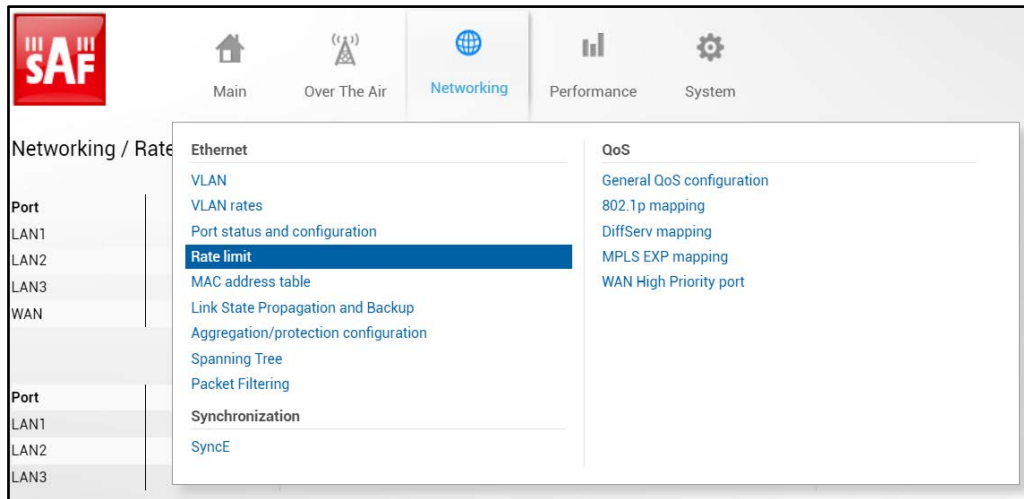 SAF
Main
Over The Air
Networking
Performance
System
Networking / Rate
Ethernet
VLAN
VLAN rates
Port status and configuration
Rate limit
MAC address table
Link State Propagation and Backup
Aggregation/protection configuration
Spanning Tree
Packet Filtering
Synchronization
SyncE
QoS
General QoS configuration
802.1p mapping
DiffServ mapping
MPLS EXP mapping
WAN High Priority port
Port
LAN1
LAN2
LAN3
WAN
Port
LAN1
LAN2
LAN3